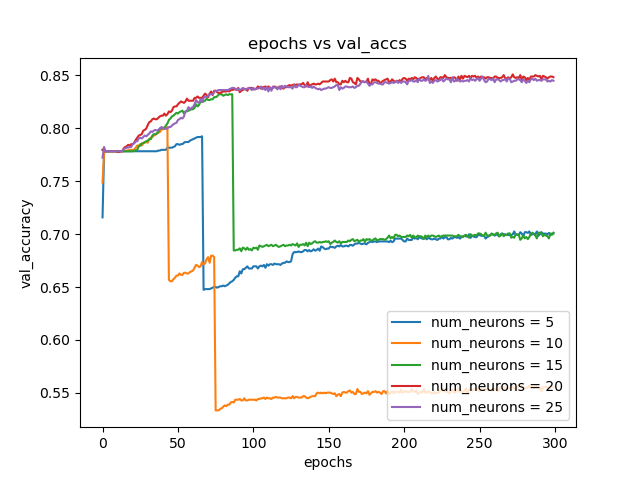 epochs vs val_accs
val_accuracy
0.85
0.80
0.75
0.70
0.65
0.60
0.55
num_neurons = 5
num_neurons = 10
num_neurons = 15
num_neurons = 20
num_neurons = 25
0 50 100 150 200 250 300
epochs